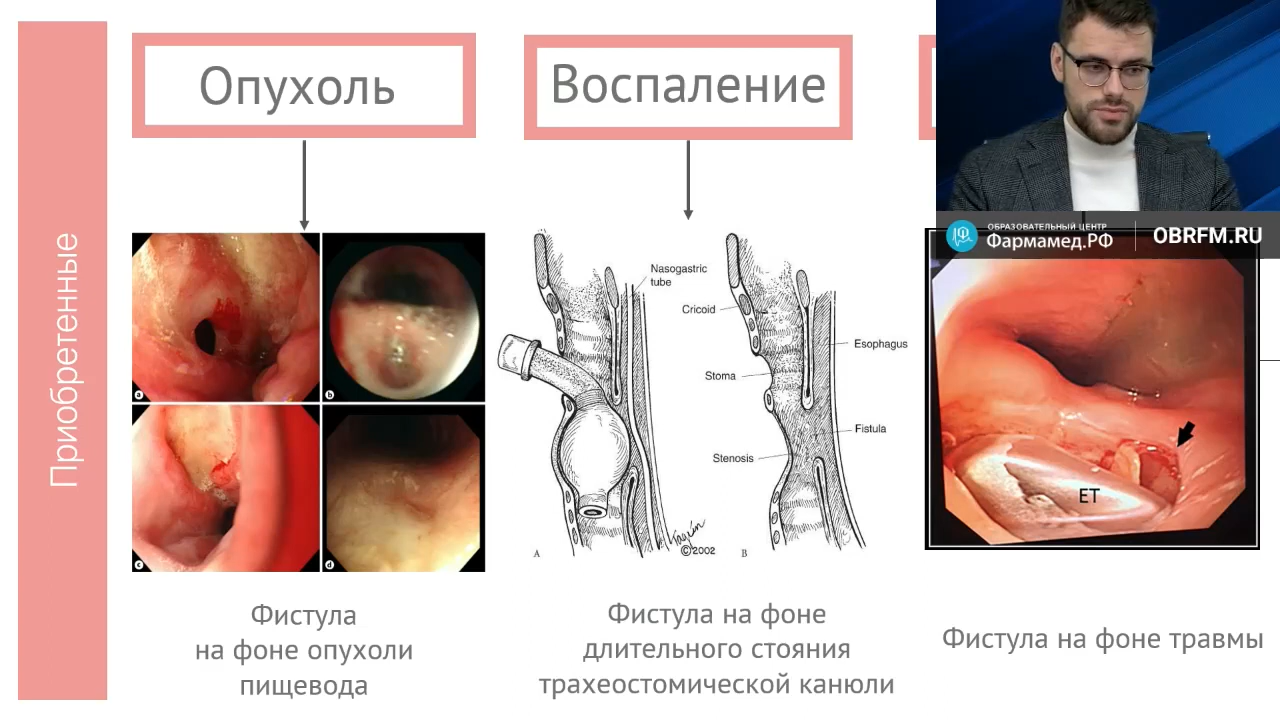 Приобретенные
Опухоль
Воспаление
ОБРАЗОВАТЕЛЬНЫЙ ЦЕНТР
Фармамед.РФ
OBRFM.RU
a
b
c
d
Nasogastric
tube
Cricoid
Esophagus
Stoma
Fistula
Stenosis
A
©2002
B
ET
Фистула
на фоне опухоли
пищевода
Фистула на фоне
длительного стояния
трахеостомической канюли
Фистула на фоне травмы